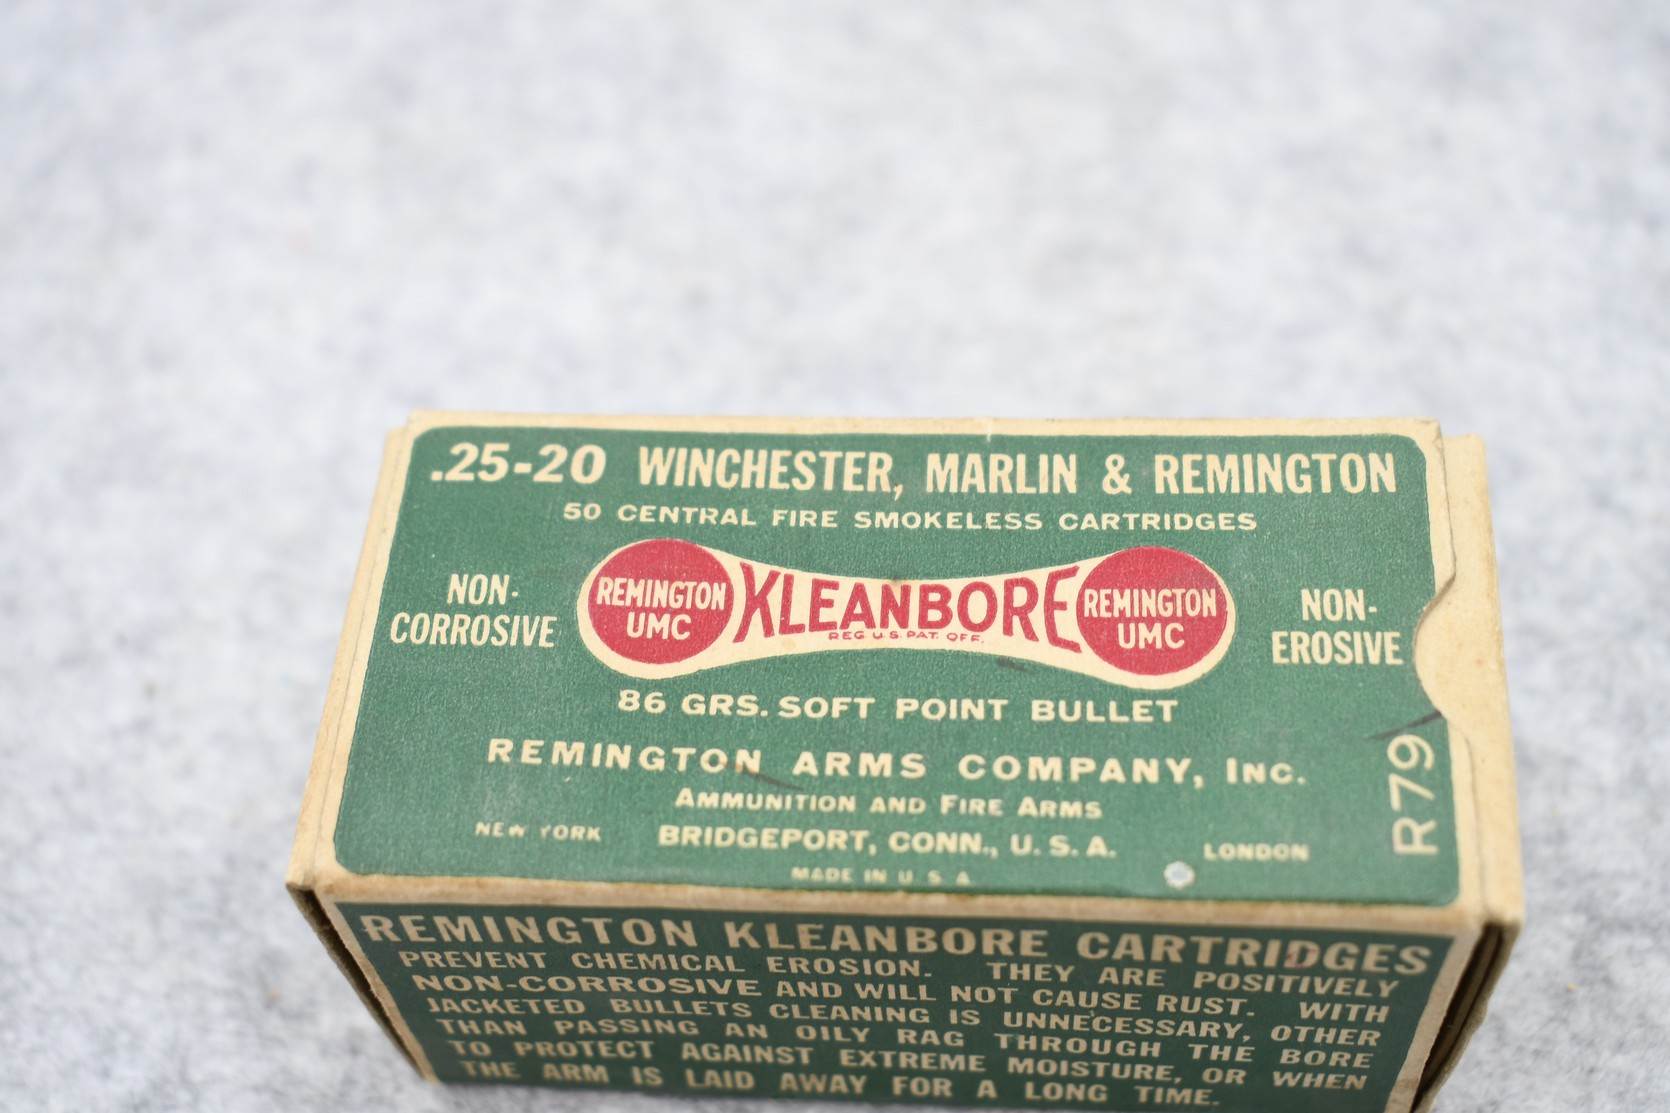 .25-20 WINCHESTER, MARLIN & REMINGTON
50 CENTRAL FIRE SMOKELESS CARTRIDGES
NON-
CORROSIVE
REMINGTON
UMC
KLEANBORE
REG U.S. PAT. OFF.
REMINGTON
UMC
NON-
EROSIVE
86 GRS. SOFT POINT BULLET
REMINGTON ARMS COMPANY, INC.
AMMUNITION AND FIRE ARMS
NEW YORK BRIDGEPORT, CONN., U. S. A. LONDON
MADE IN U. S. A.
R79
REMINGTON KLEANBORE CARTRIDGES
PREVENT CHEMICAL EROSION. THEY ARE POSITIVELY
NON-CORROSIVE AND WILL NOT CAUSE RUST. WITH
JACKETED BULLETS CLEANING IS UNNECESSARY, OTHER
THAN PASSING AN OILY RAG THROUGH THE BORE
TO PROTECT AGAINST EXTREME MOISTURE, OR WHEN
THE ARM IS LAID AWAY FOR A LONG TIME.